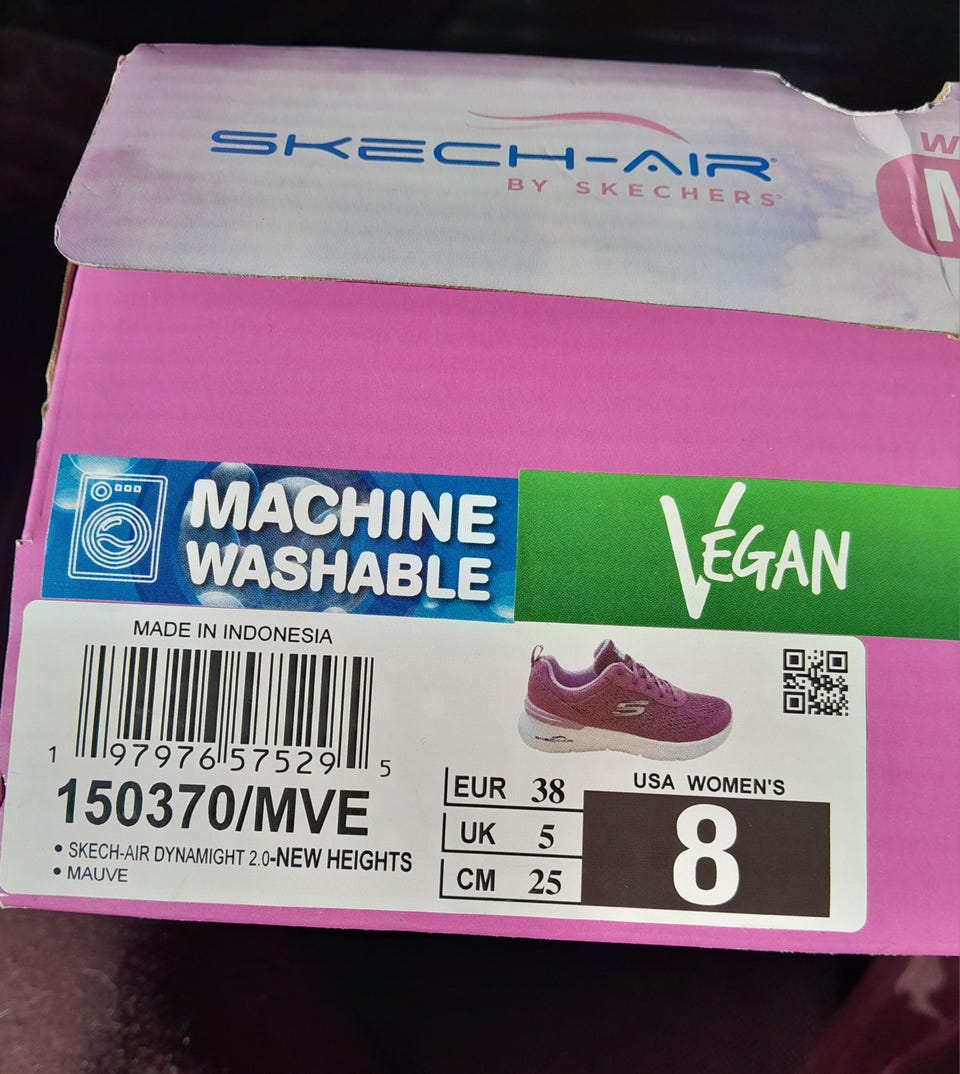 SKECH-AIR
BY SKECHERS
MACHINE
WASHABLE
VEGAN
MADE IN INDONESIA
1 97976 57529 5
150370/MVE
• SKECH-AIR DYNAMIGHT 2.0-NEW HEIGHTS
• MAUVE
EUR 38
UK 5
CM 25
USA WOMEN'S
8